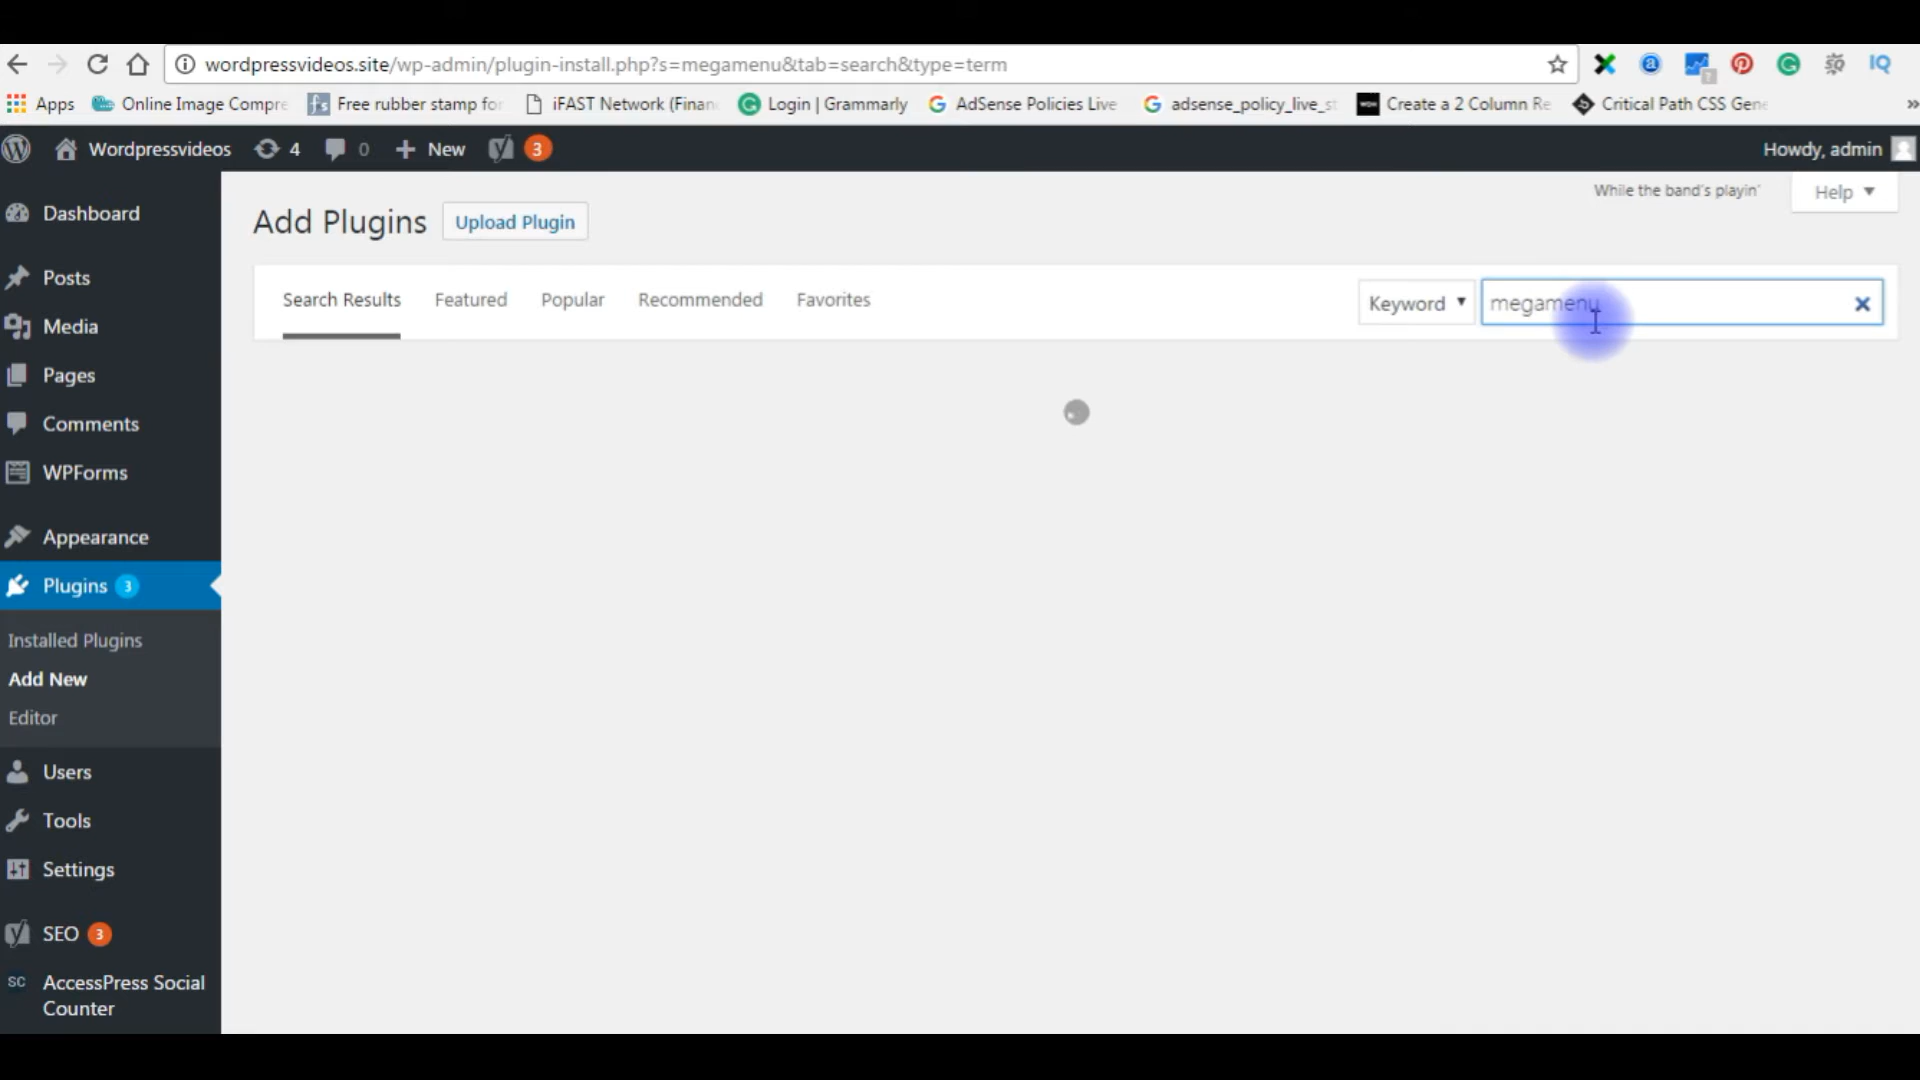 wordpressvideos.site/wp-admin/plugin-install.php?s=megamenu&tab=search&type=term
IQ
Apps Online Image Compre Free rubber stamp for iFAST Network (Finan Login | Grammarly AdSense Policies Live adsense_policy_live_st Create a 2 Column Re Critical Path CSS Gene »
Wordpressvideos 4 0 + New 3 Howdy, admin
While the band's playin' Help
Dashboard
Add Plugins Upload Plugin
Posts
Search Results Featured Popular Recommended Favorites Keyword megamenu
Media
Pages
Comments
WPForms
Appearance
Plugins 3
Installed Plugins
Add New
Editor
Users
Tools
Settings
SEO 3
SC AccessPress Social
Counter